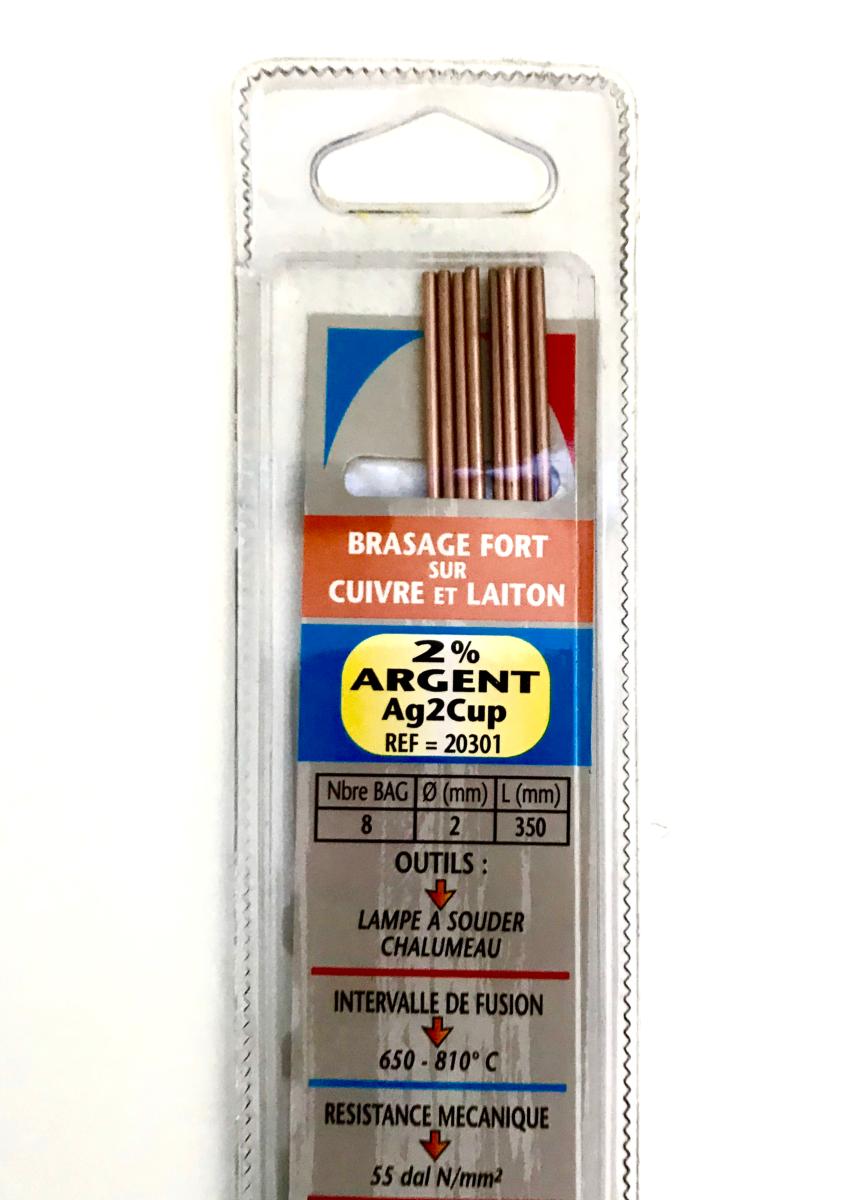 BRASAGE FORT
SUR
CUIVRE ET LAITON
2%
ARGENT
Ag2Cup
REF = 20301
Nbre BAG Ø (mm) L (mm)
8 2 350
OUTILS :
LAMPE A SOUDER
CHALUMEAU
INTERVALLE DE FUSION
650 - 810° C
RESISTANCE MECANIQUE
55 dal N/mm²